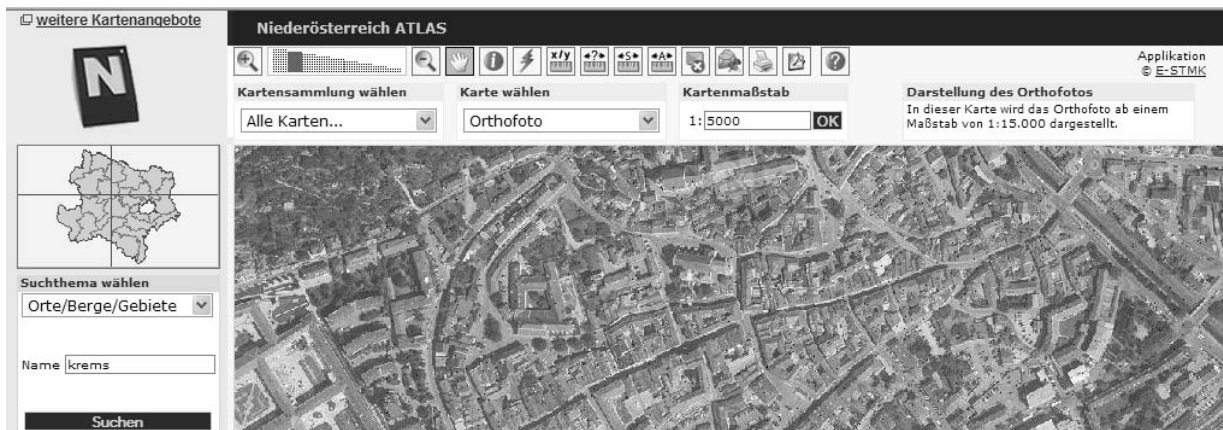 weitere Kartenangebote
N
Niederösterreich ATLAS
x/y
?
S
A
Applikation
© E-STMK
Kartensammlung wählen
Karte wählen
Kartenmaßstab
Darstellung des Orthofotos
Alle Karten...
Orthofoto
1: 5000 OK
In dieser Karte wird das Orthofoto ab einem
Maßstab von 1:15.000 dargestellt.
Suchthema wählen
Orte/Berge/Gebiete
Name krems
Suchen